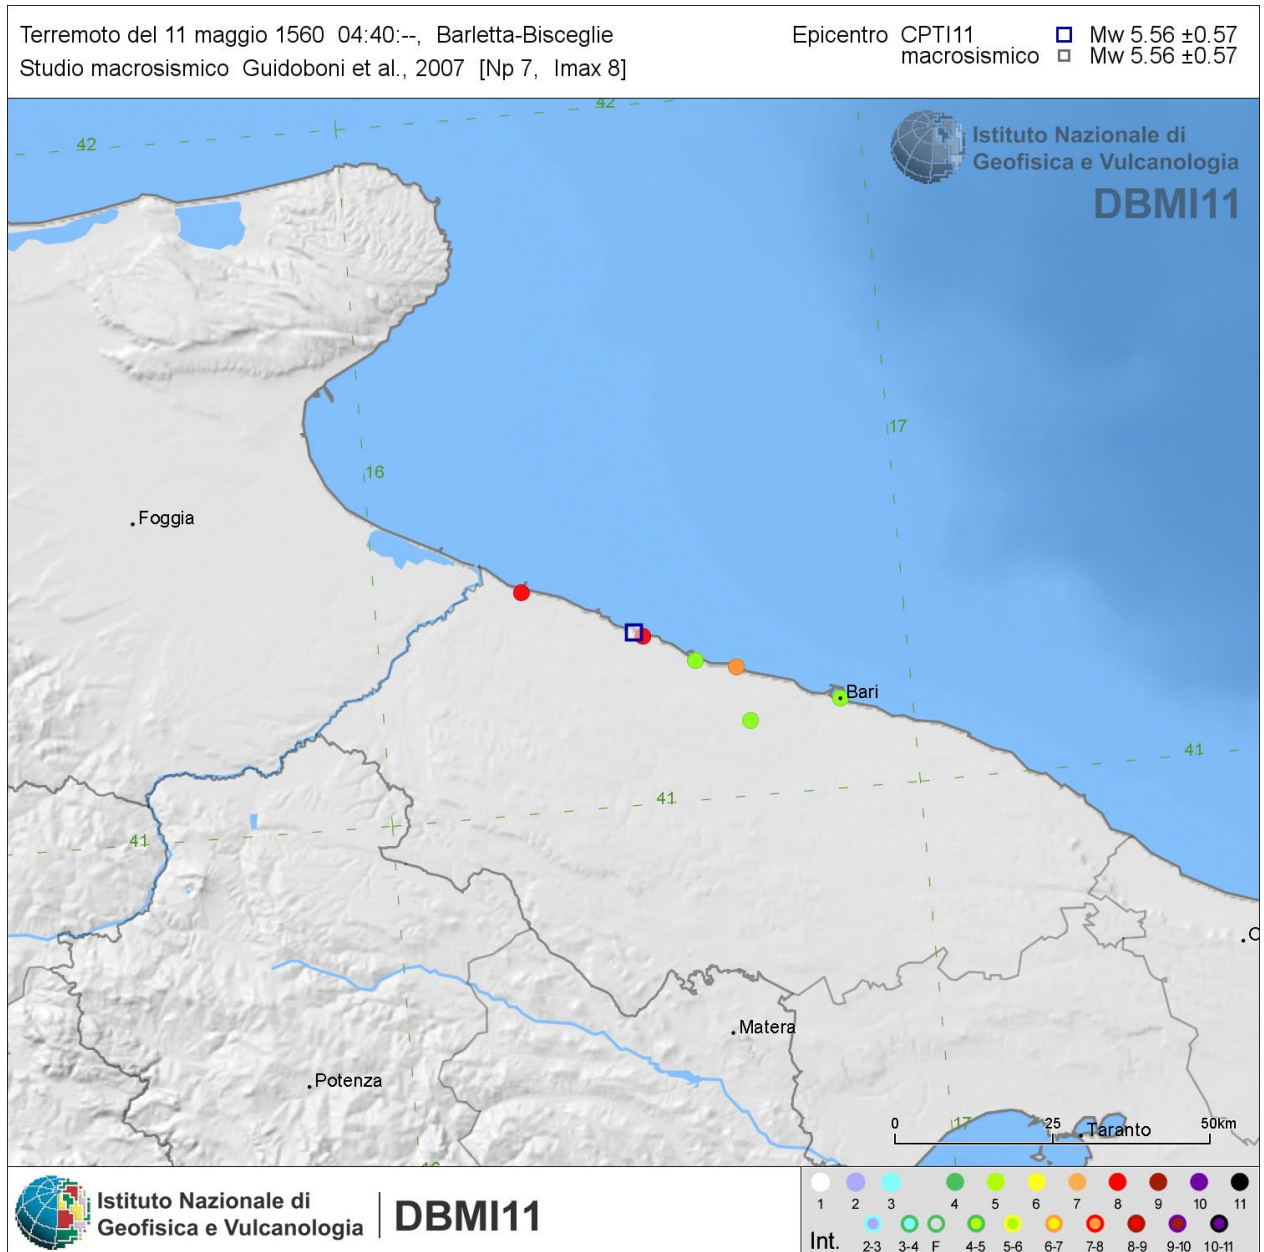 Terremoto del 11 maggio 1560 04:40:--, Barletta-Bisceglie
Studio macrosismico Guidoboni et al., 2007 [Np 7, Imax 8]
Epicentro CPTI11 Mw 5.56 ±0.57
macrosismico Mw 5.56 ±0.57
42
42
Istituto Nazionale di
Geofisica e Vulcanologia
DBMI11
17
16
Foggia
Bari
41
41
41
Matera
Potenza
0 25 50km
17
Taranto
Istituto Nazionale di
Geofisica e Vulcanologia
DBMI11
1 2 3 4 5 6 7 8 9 10 11
Int. 2-3 3-4 F 4-5 5-6 6-7 7-8 8-9 9-10 10-11